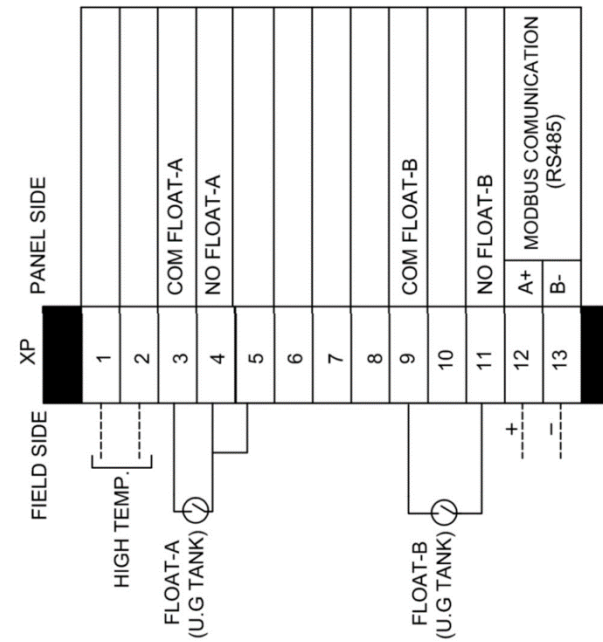 FIELD SIDE
XP
PANEL SIDE
HIGH TEMP.
1
2
FLOAT-A
(U.G TANK)
3
COM FLOAT-A
4
NO FLOAT-A
5
6
7
8
FLOAT-B
(U.G TANK)
9
COM FLOAT-B
10
11
NO FLOAT-B
+
12
A+
MODBUS COMUNICATION
(RS485)
−
13
B-